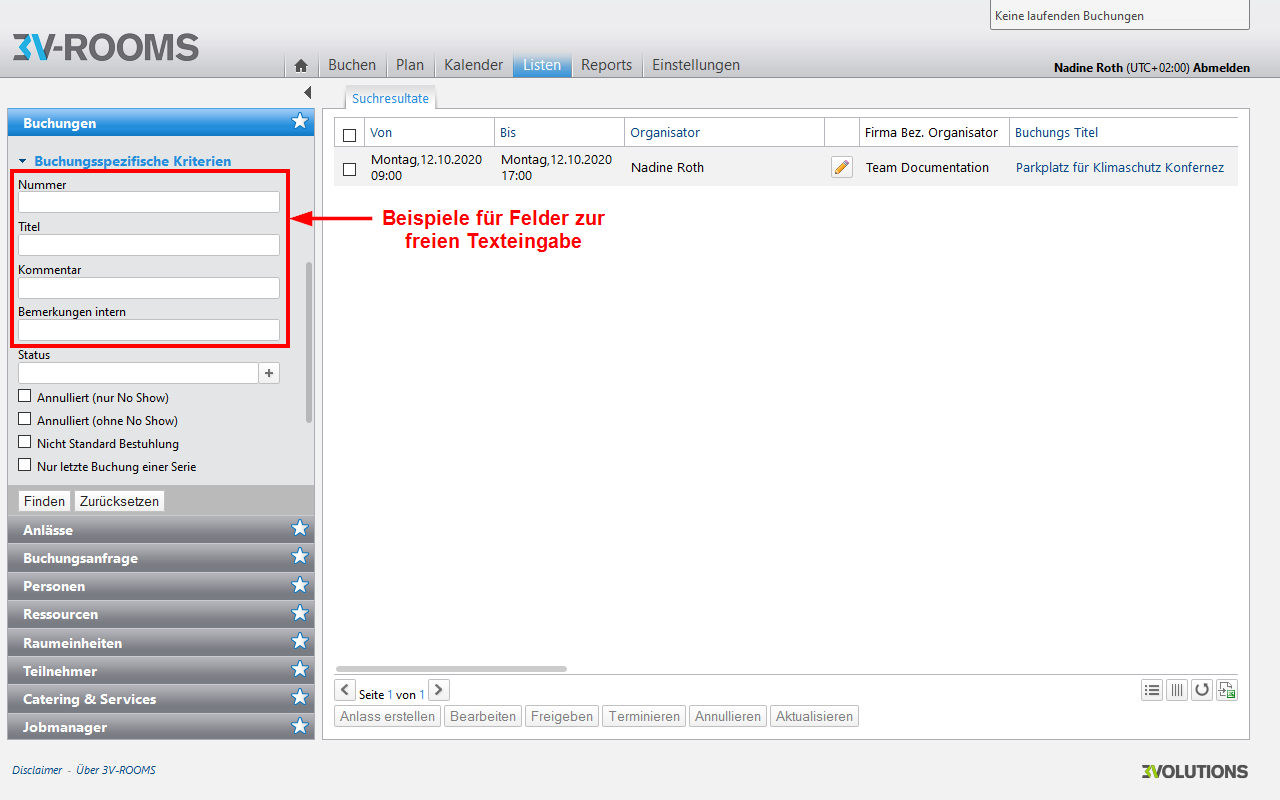 Keine laufenden Buchungen
3V-ROOMS
Buchen
Plan
Kalender
Listen
Reports
Einstellungen
Nadine Roth (UTC+02:00) Abmelden
Buchungen
Buchungsspezifische Kriterien
Nummer
Titel
Kommentar
Bemerkungen intern
Status
+
Annulliert (nur No Show)
Annulliert (ohne No Show)
Nicht Standard Bestuhlung
Nur letzte Buchung einer Serie
Finden
Zurücksetzen
Anlässe
Buchungsanfrage
Personen
Ressourcen
Raumeinheiten
Teilnehmer
Catering & Services
Jobmanager
Suchresultate
Von
Bis
Organisator
Firma Bez. Organisator
Buchungs Titel
Montag,12.10.2020
09:00
Montag,12.10.2020
17:00
Nadine Roth
Team Documentation
Parkplatz für Klimaschutz Konfernez
Beispiele für Felder zur
freien Texteingabe
Seite 1 von 1
Anlass erstellen
Bearbeiten
Freigeben
Terminieren
Annullieren
Aktualisieren
Disclaimer - Über 3V-ROOMS
3VOLUTIONS